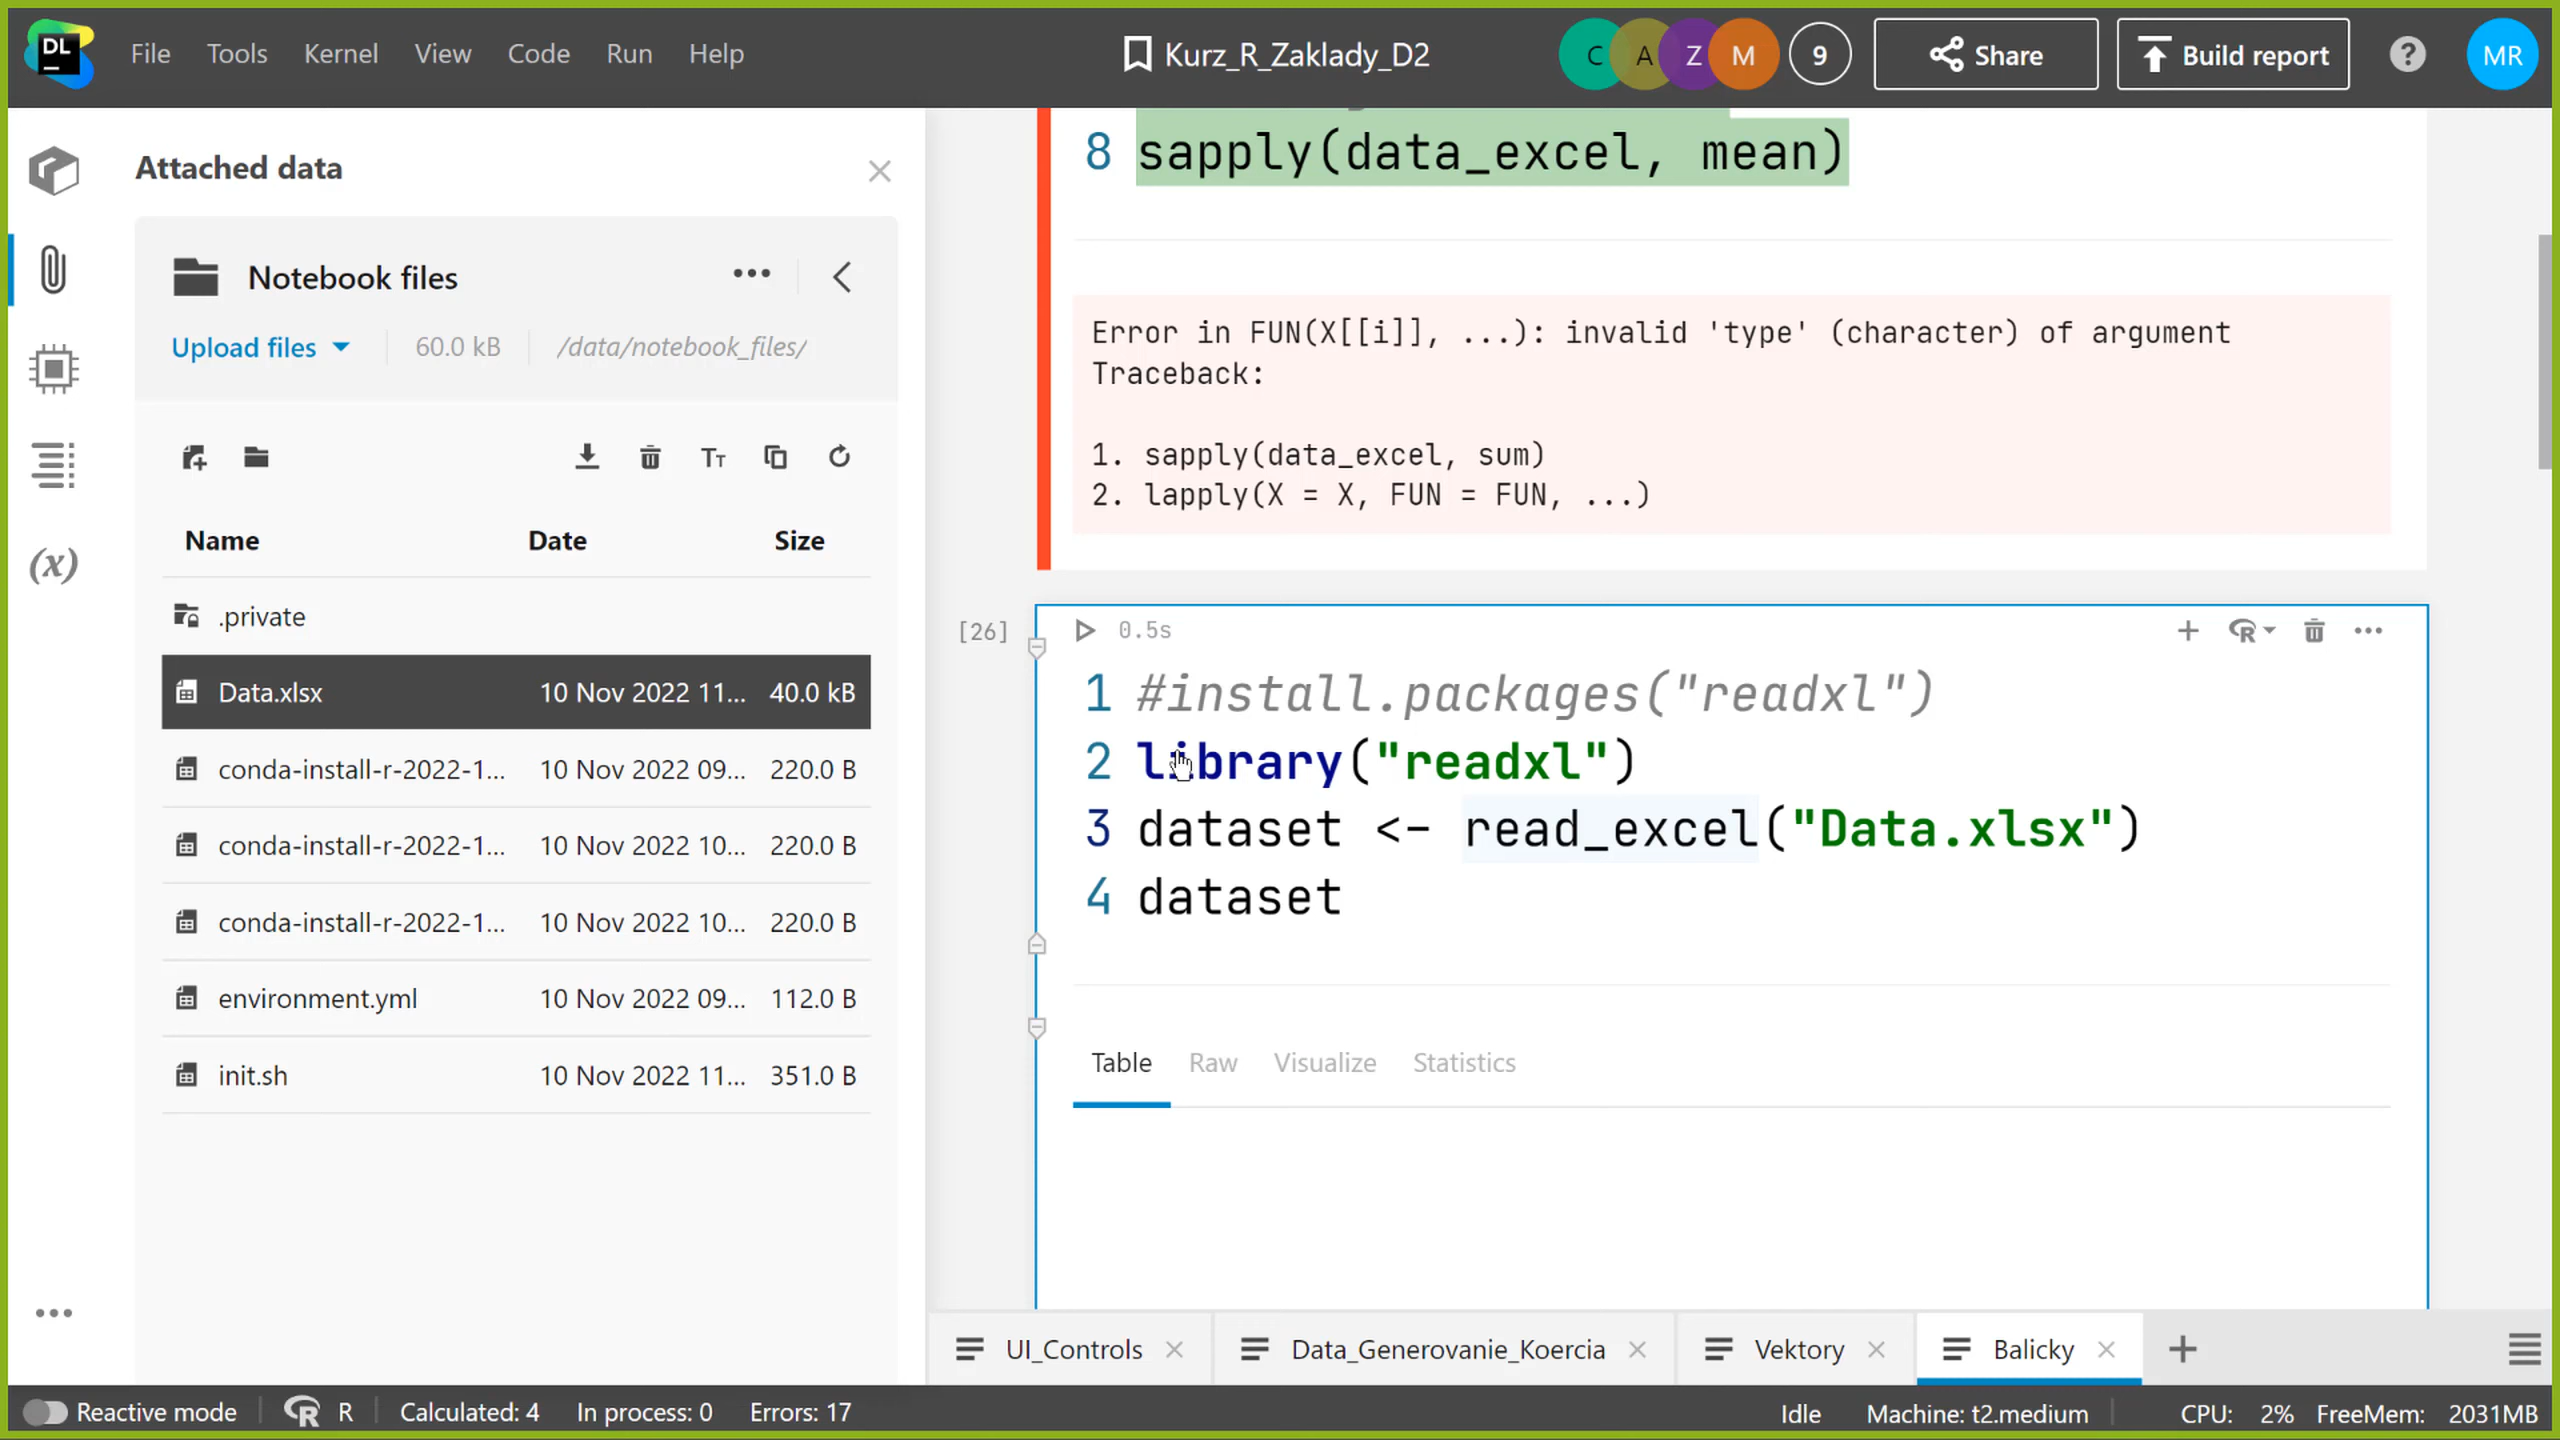 DL File Tools Kernel View Code Run Help Kurz_R_Zaklady_D2 C A Z M 9 Share Build report ? MR
Attached data
Notebook files
Upload files 60.0 kB /data/notebook_files/
Name Date Size
.private
Data.xlsx 10 Nov 2022 11... 40.0 kB
conda-install-r-2022-1... 10 Nov 2022 09... 220.0 B
conda-install-r-2022-1... 10 Nov 2022 10... 220.0 B
conda-install-r-2022-1... 10 Nov 2022 10... 220.0 B
environment.yml 10 Nov 2022 09... 112.0 B
init.sh 10 Nov 2022 11... 351.0 B
(x)
8 sapply(data_excel, mean)
Error in FUN(X[[i]], ...): invalid 'type' (character) of argument
Traceback:
1. sapply(data_excel, sum)
2. lapply(X = X, FUN = FUN, ...)
[26] 0.5s
1 #install.packages("readxl")
2 library("readxl")
3 dataset <- read_excel("Data.xlsx")
4 dataset
Table Raw Visualize Statistics
UI_Controls Data_Generovanie_Koercia Vektory Balicky
Reactive mode R Calculated: 4 In process: 0 Errors: 17 Idle Machine: t2.medium CPU: 2% FreeMem: 2031MB